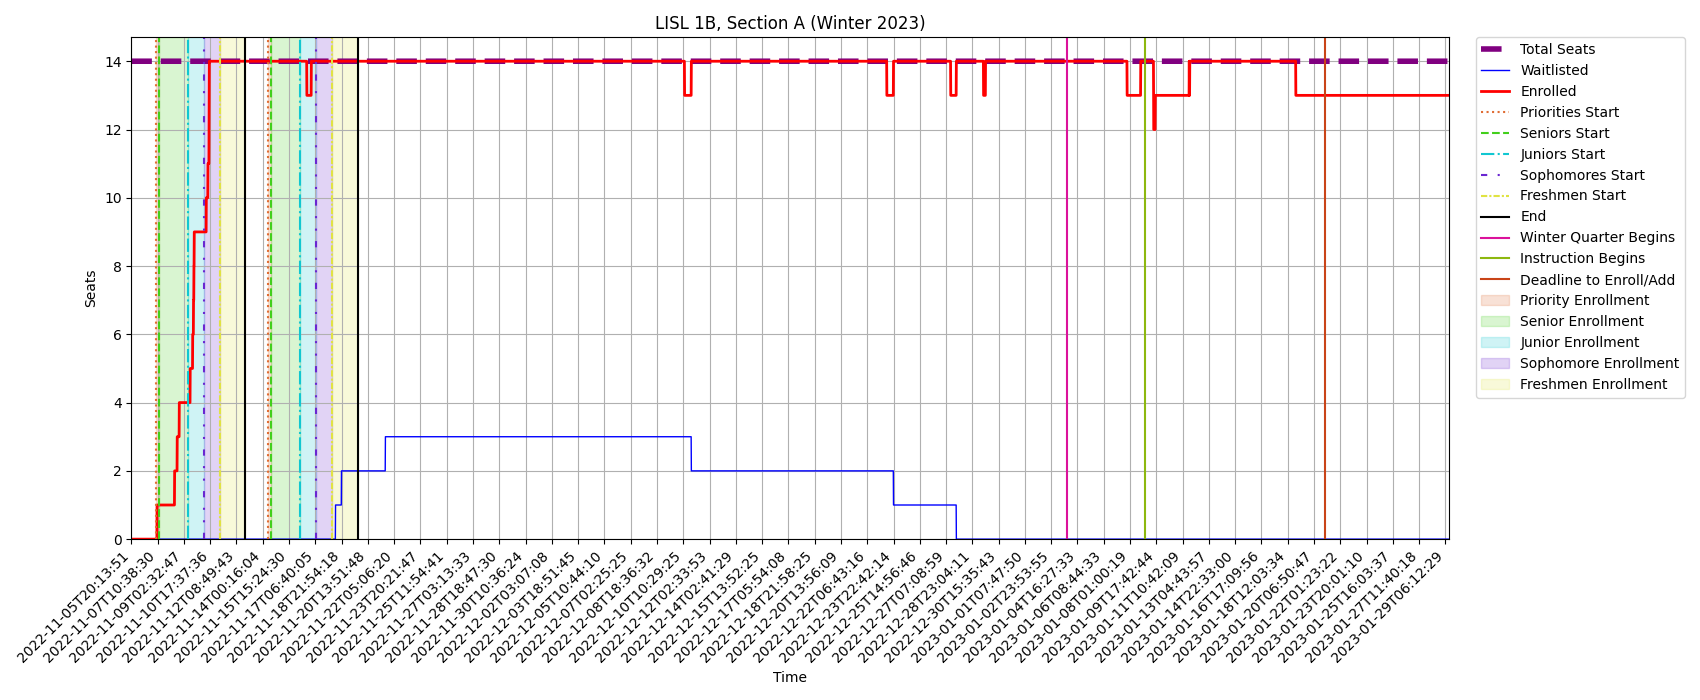 LISL 1B, Section A (Winter 2023)
Seats
14
12
10
8
6
4
2
0
2022-11-05T20:13:51
2022-11-07T10:38:30
2022-11-09T02:32:47
2022-11-10T17:37:36
2022-11-12T08:49:43
2022-11-14T00:16:04
2022-11-15T15:24:30
2022-11-17T06:40:05
2022-11-18T21:54:18
2022-11-20T13:51:48
2022-11-22T05:06:20
2022-11-23T20:21:47
2022-11-25T11:54:41
2022-11-27T03:13:33
2022-11-28T18:47:30
2022-11-30T10:36:24
2022-12-02T03:07:08
2022-12-03T18:51:45
2022-12-05T10:44:10
2022-12-07T02:25:25
2022-12-08T18:36:32
2022-12-10T10:29:25
2022-12-12T02:33:53
2022-12-14T02:41:29
2022-12-15T13:52:25
2022-12-17T05:54:08
2022-12-18T21:58:25
2022-12-20T13:56:09
2022-12-22T06:43:16
2022-12-23T22:42:14
2022-12-25T14:56:46
2022-12-27T07:08:59
2022-12-28T23:04:11
2022-12-30T15:35:43
2023-01-01T07:47:50
2023-01-02T23:53:55
2023-01-04T16:27:33
2023-01-06T08:44:33
2023-01-08T01:00:19
2023-01-09T17:42:44
2023-01-11T10:42:09
2023-01-13T04:43:57
2023-01-14T22:33:00
2023-01-16T17:09:56
2023-01-18T12:03:34
2023-01-20T06:50:47
2023-01-22T01:23:22
2023-01-23T20:01:10
2023-01-25T16:03:37
2023-01-27T11:40:18
2023-01-29T06:12:29
Time
Total Seats
Waitlisted
Enrolled
Priorities Start
Seniors Start
Juniors Start
Sophomores Start
Freshmen Start
End
Winter Quarter Begins
Instruction Begins
Deadline to Enroll/Add
Priority Enrollment
Senior Enrollment
Junior Enrollment
Sophomore Enrollment
Freshmen Enrollment